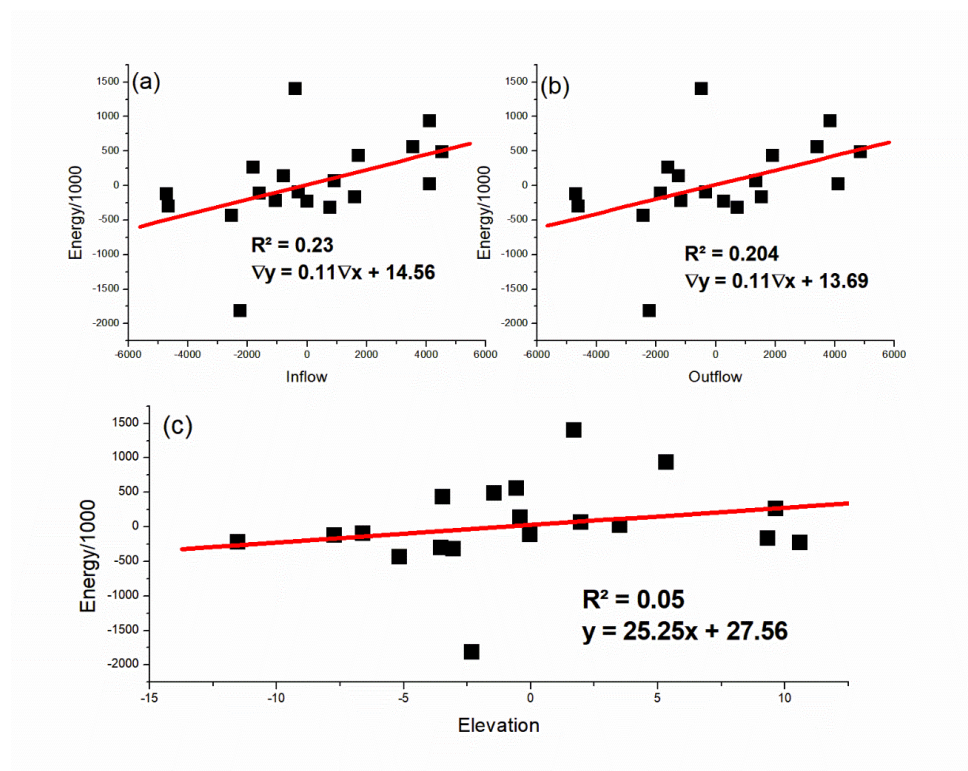 (a)
1500
1000
500
0
-500
-1000
-1500
-2000
Energy/1000
R² = 0.23
∇y = 0.11∇x + 14.56
-6000 -4000 -2000 0 2000 4000 6000
Inflow
(b)
1500
1000
500
0
-500
-1000
-1500
-2000
Energy/1000
R² = 0.204
∇y = 0.11∇x + 13.69
-6000 -4000 -2000 0 2000 4000 6000
Outflow
(c)
1500
1000
500
0
-500
-1000
-1500
-2000
Energy/1000
R² = 0.05
y = 25.25x + 27.56
-15 -10 -5 0 5 10
Elevation